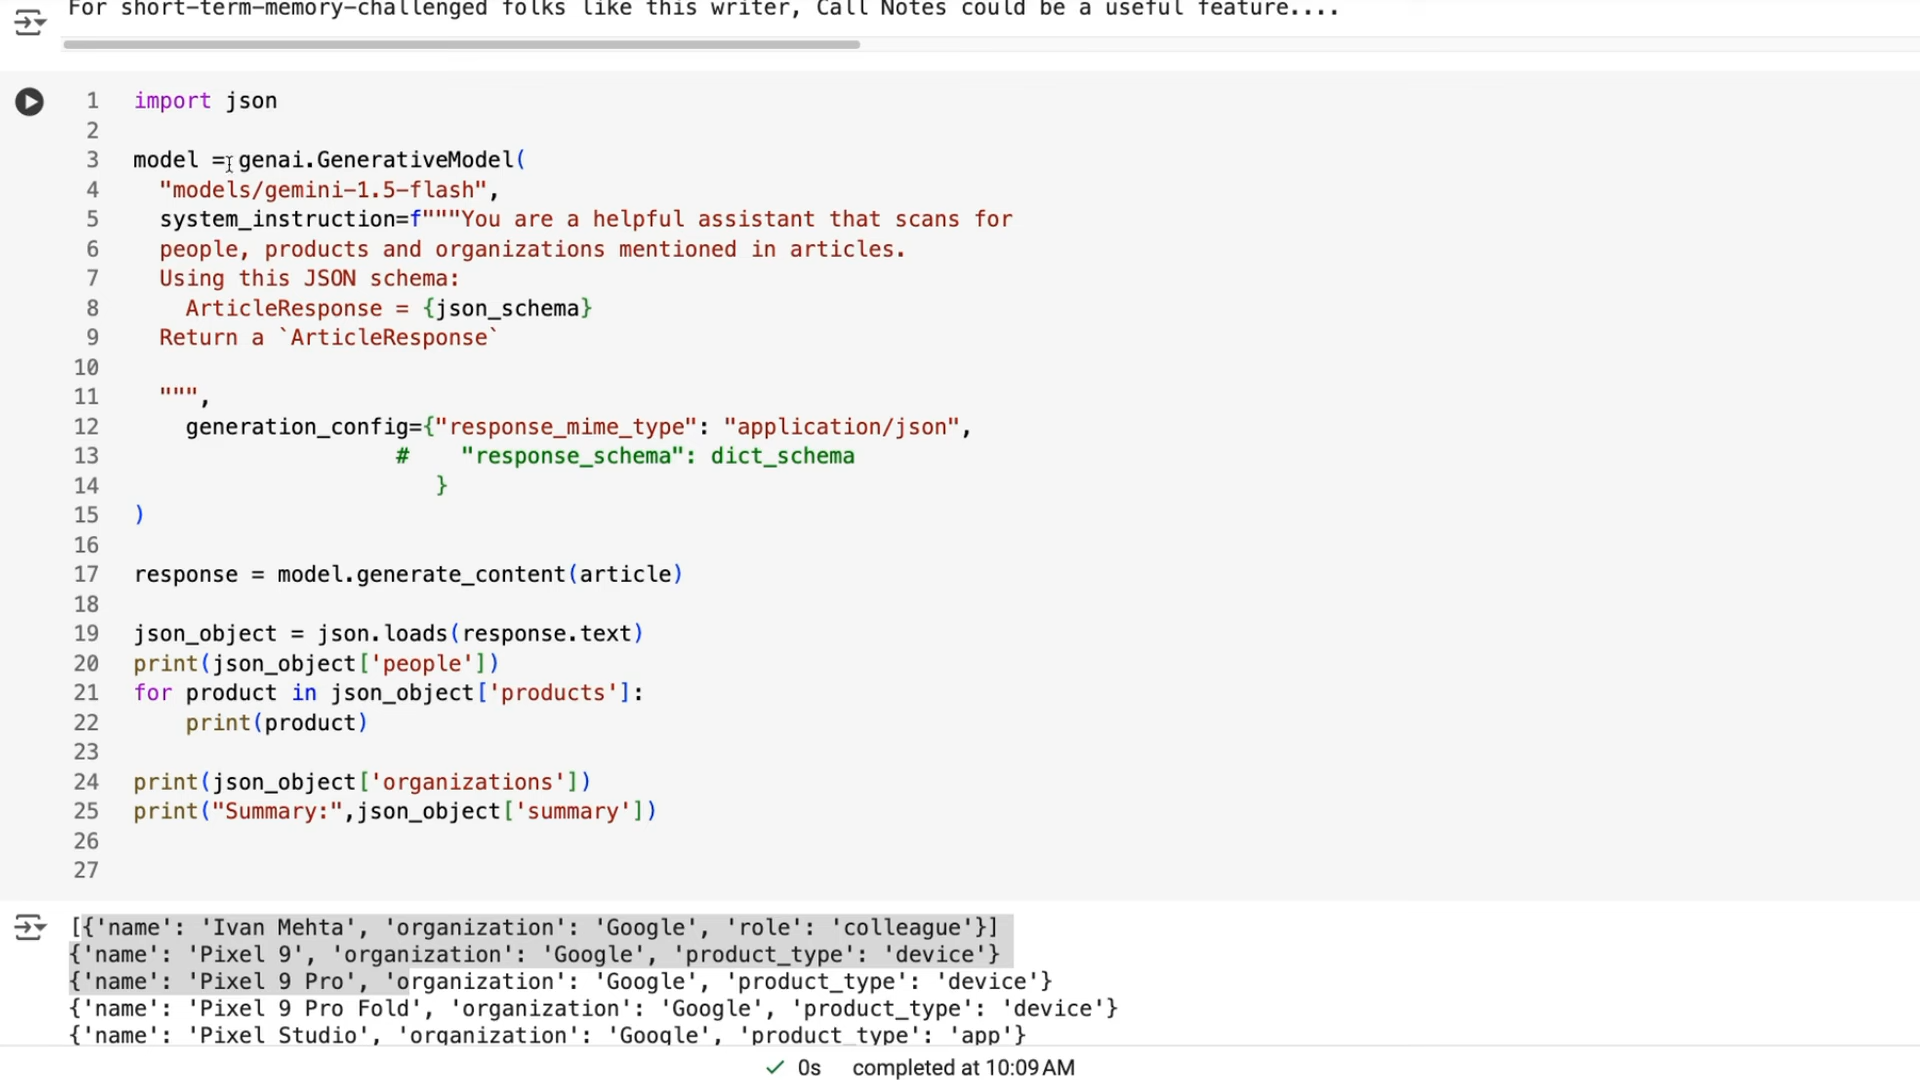 For short-term-memory-challenged folks like this writer, Call Notes could be a useful feature....
1 import json
2
3 model = genai.GenerativeModel(
4   "models/gemini-1.5-flash",
5   system_instruction=f"""You are a helpful assistant that scans for
6   people, products and organizations mentioned in articles.
7   Using this JSON schema:
8     ArticleResponse = {json_schema}
9   Return a `ArticleResponse`
10
11   """,
12     generation_config={"response_mime_type": "application/json",
13                     #    "response_schema": dict_schema
14                        }
15 )
16
17 response = model.generate_content(article)
18
19 json_object = json.loads(response.text)
20 print(json_object['people'])
21 for product in json_object['products']:
22     print(product)
23
24 print(json_object['organizations'])
25 print("Summary:",json_object['summary'])
26
27
[{'name': 'Ivan Mehta', 'organization': 'Google', 'role': 'colleague'}]
{'name': 'Pixel 9', 'organization': 'Google', 'product_type': 'device'}
{'name': 'Pixel 9 Pro', 'organization': 'Google', 'product_type': 'device'}
{'name': 'Pixel 9 Pro Fold', 'organization': 'Google', 'product_type': 'device'}
{'name': 'Pixel Studio', 'organization': 'Google', 'product_type': 'app'}
✓ 0s completed at 10:09 AM